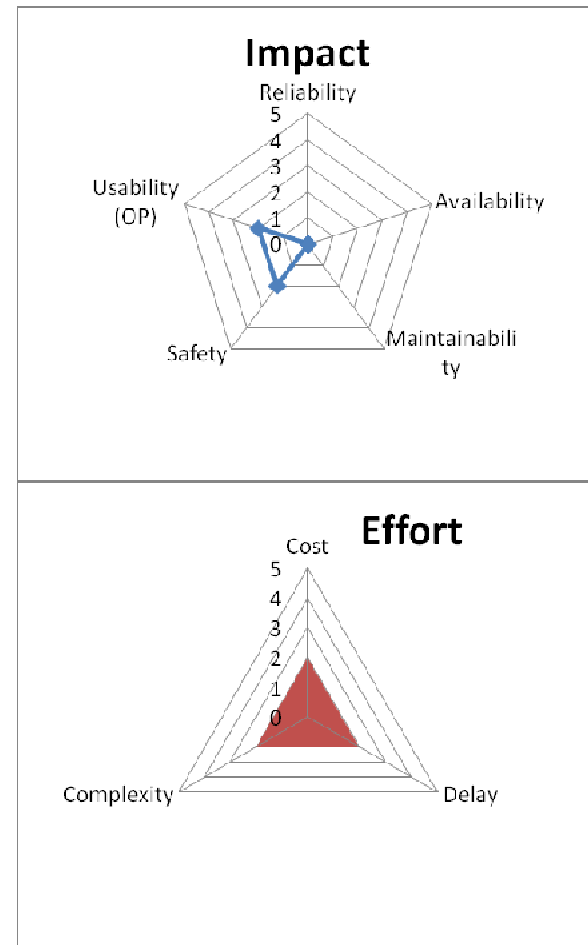 Impact
Reliability
5
4
3
2
1
0
Usability
(OP)
Availability
Safety
Maintainabili
ty
Effort
Cost
5
4
3
2
1
0
Complexity
Delay